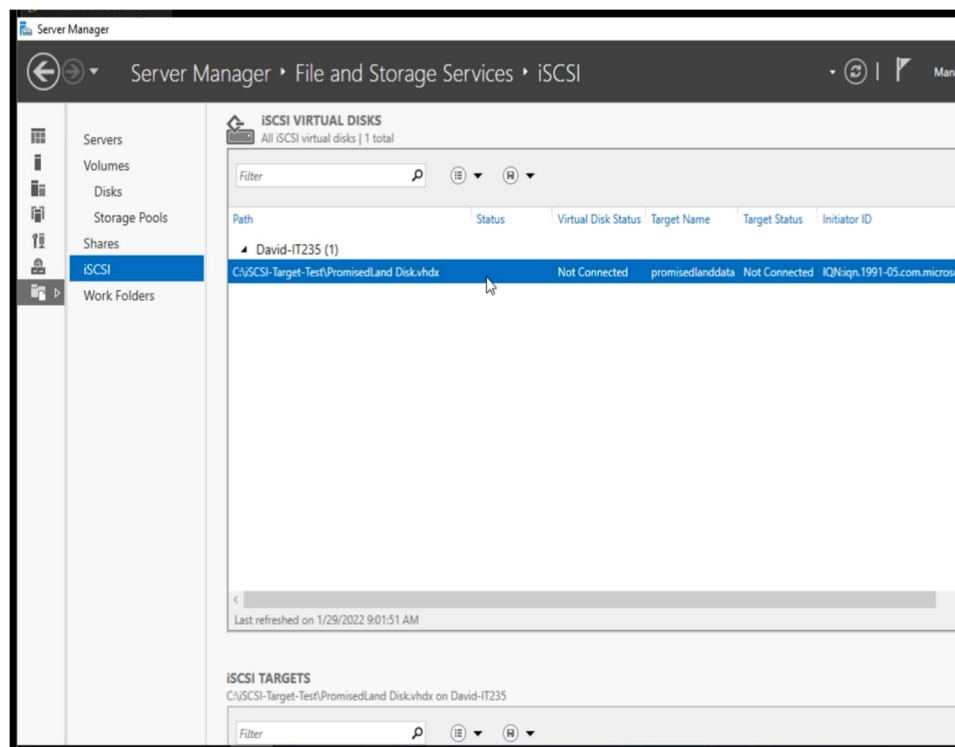 Server Manager
Server Manager ‣ File and Storage Services ‣ iSCSI
Servers
Volumes
Disks
Storage Pools
Shares
iSCSI
Work Folders
iSCSI VIRTUAL DISKS
All iSCSI virtual disks | 1 total
Filter
Path Status Virtual Disk Status Target Name Target Status Initiator ID
David-IT235 (1)
C:\iSCSI-Target-Test\PromisedLand Disk.vhdx Not Connected promisedlanddata Not Connected IQN:iqn.1991-05.com.micros
Last refreshed on 1/29/2022 9:01:51 AM
iSCSI TARGETS
C:\iSCSI-Target-Test\PromisedLand Disk.vhdx on David-IT235
Filter